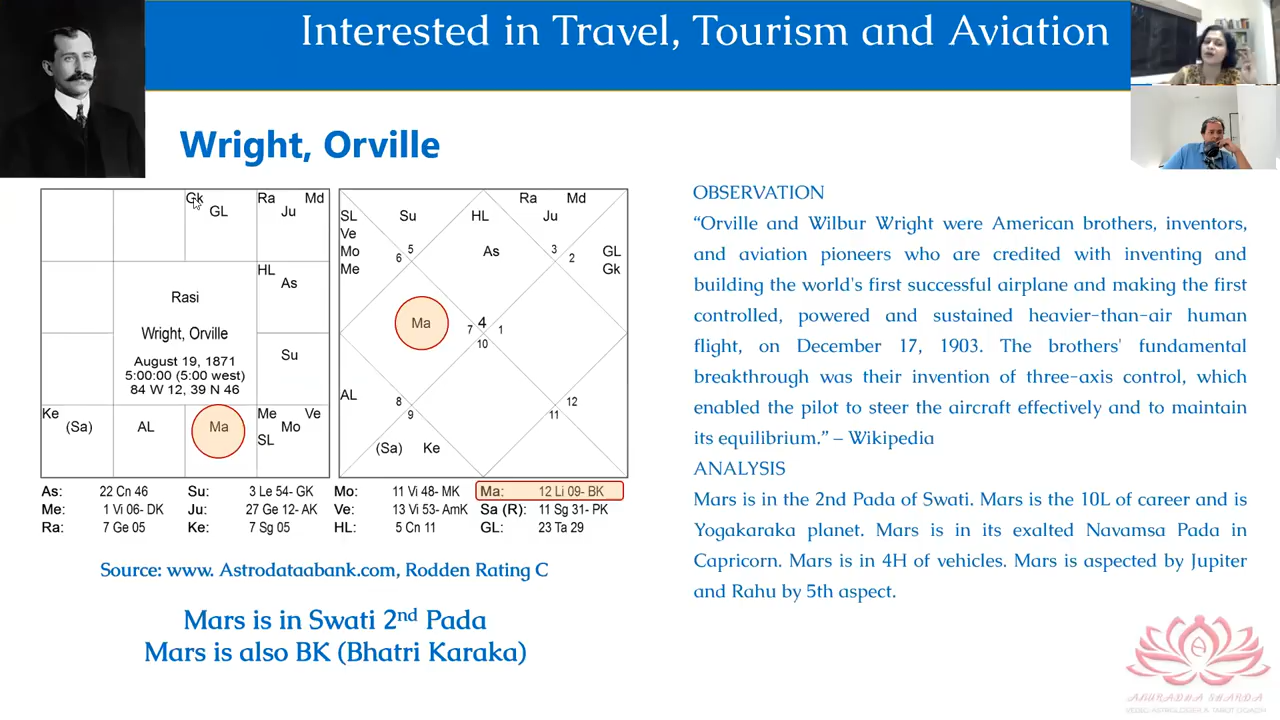 Interested in Travel, Tourism and Aviation
Wright, Orville
Gk
GL
Ra Md
Ju
HL
As
Rasi
Wright, Orville
August 19, 1871
5:00:00 (5:00 west)
84 W 12, 39 N 46
Su
Ke
(Sa)
AL
Ma
Me Ve
Mo
SL
Ra Md
SL Su HL Ju
Ve
Mo As GL
Me Gk
5
6
3
2
Ma
7 4 1
10
AL
8
9
12
11
(Sa) Ke
As: 22 Cn 46 Su: 3 Le 54- GK Mo: 11 Vi 48- MK Ma: 12 Li 09- BK
Me: 1 Vi 06- DK Ju: 27 Ge 12- AK Ve: 13 Vi 53- AmK Sa (R): 11 Sg 31- PK
Ra: 7 Ge 05 Ke: 7 Sg 05 HL: 5 Cn 11 GL: 23 Ta 29
Source: www. Astrodataabank.com, Rodden Rating C
Mars is in Swati 2nd Pada
Mars is also BK (Bhatri Karaka)
OBSERVATION
“Orville and Wilbur Wright were American brothers, inventors,
and aviation pioneers who are credited with inventing and
building the world's first successful airplane and making the first
controlled, powered and sustained heavier-than-air human
flight, on December 17, 1903. The brothers' fundamental
breakthrough was their invention of three-axis control, which
enabled the pilot to steer the aircraft effectively and to maintain
its equilibrium.” – Wikipedia
ANALYSIS
Mars is in the 2nd Pada of Swati. Mars is the 10L of career and is
Yogakaraka planet. Mars is in its exalted Navamsa Pada in
Capricorn. Mars is in 4H of vehicles. Mars is aspected by Jupiter
and Rahu by 5th aspect.
ANURADHA SHARDA
VEDIC ASTROLOGER & TAROT COACH